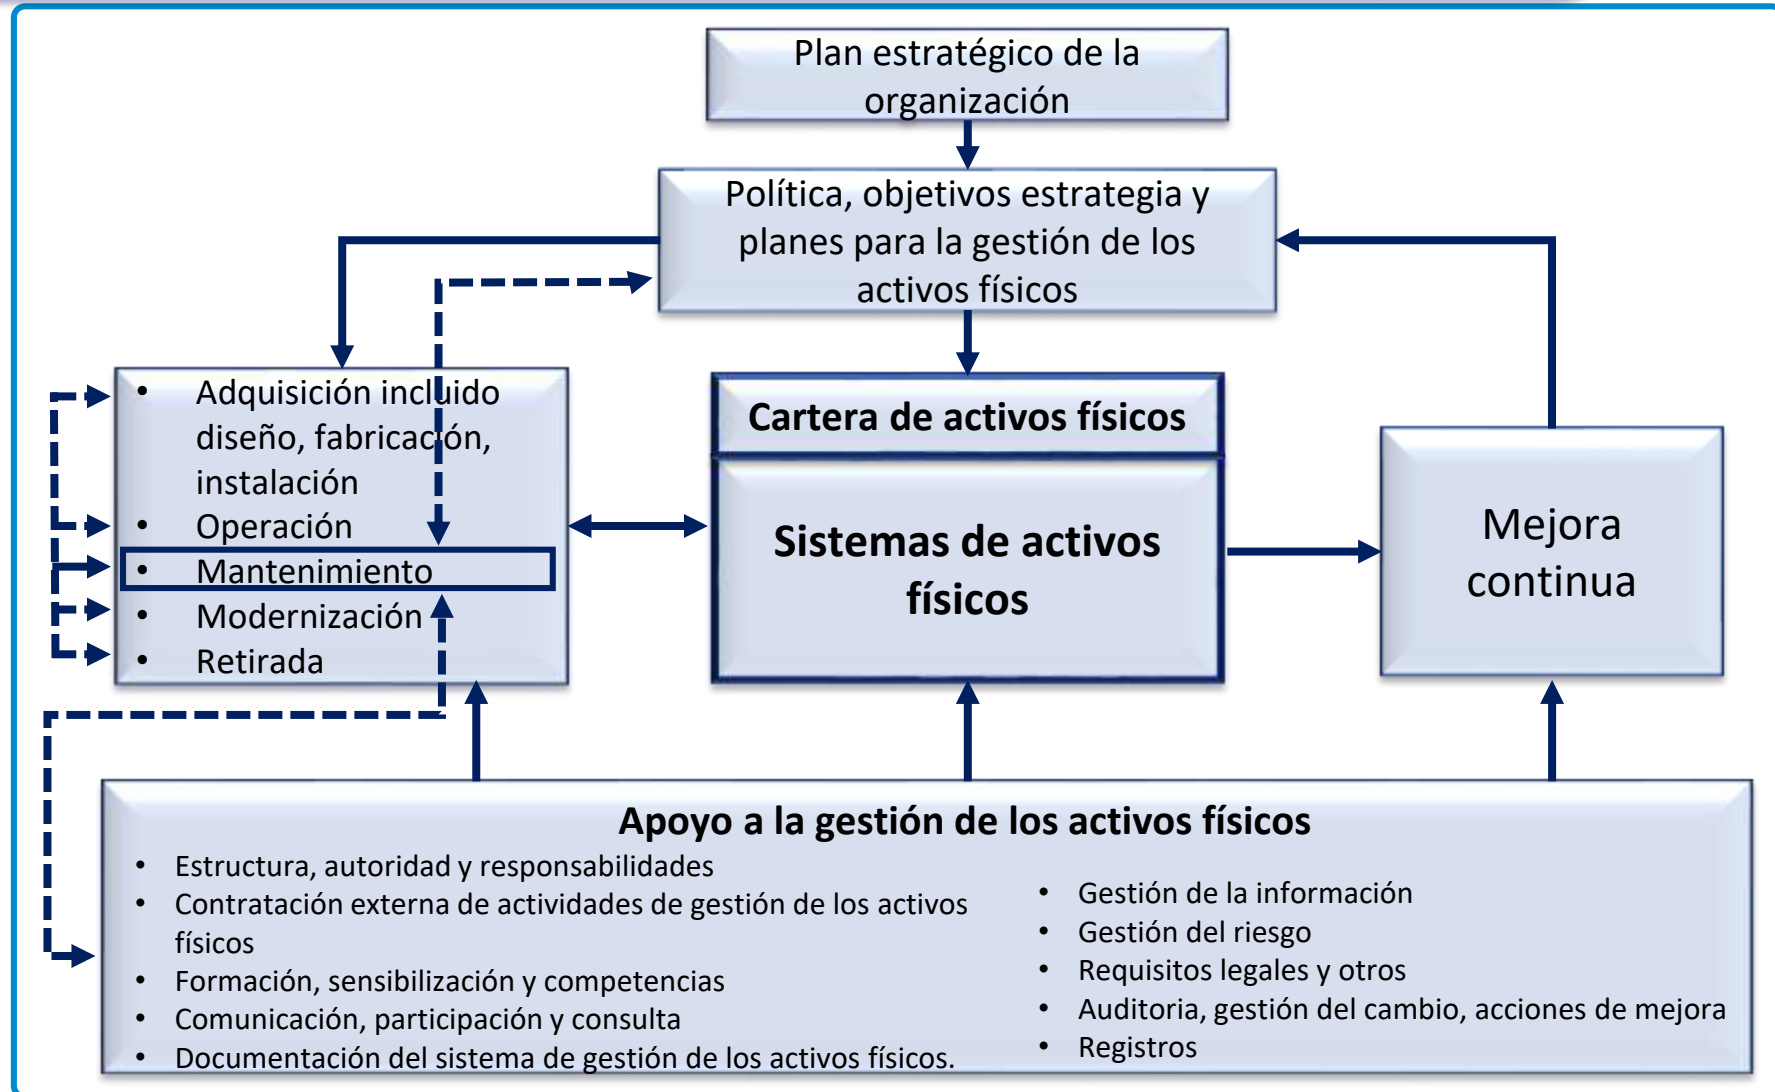 Plan estratégico de la
organización
Política, objetivos estrategia y
planes para la gestión de los
activos físicos
• Adquisición incluido
diseño, fabricación,
instalación
• Operación
• Mantenimiento
• Modernización
• Retirada
Cartera de activos físicos
Sistemas de activos
físicos
Mejora
continua
Apoyo a la gestión de los activos físicos
• Estructura, autoridad y responsabilidades
• Contratación externa de actividades de gestión de los activos
físicos
• Formación, sensibilización y competencias
• Comunicación, participación y consulta
• Documentación del sistema de gestión de los activos físicos.
• Gestión de la información
• Gestión del riesgo
• Requisitos legales y otros
• Auditoria, gestión del cambio, acciones de mejora
• Registros